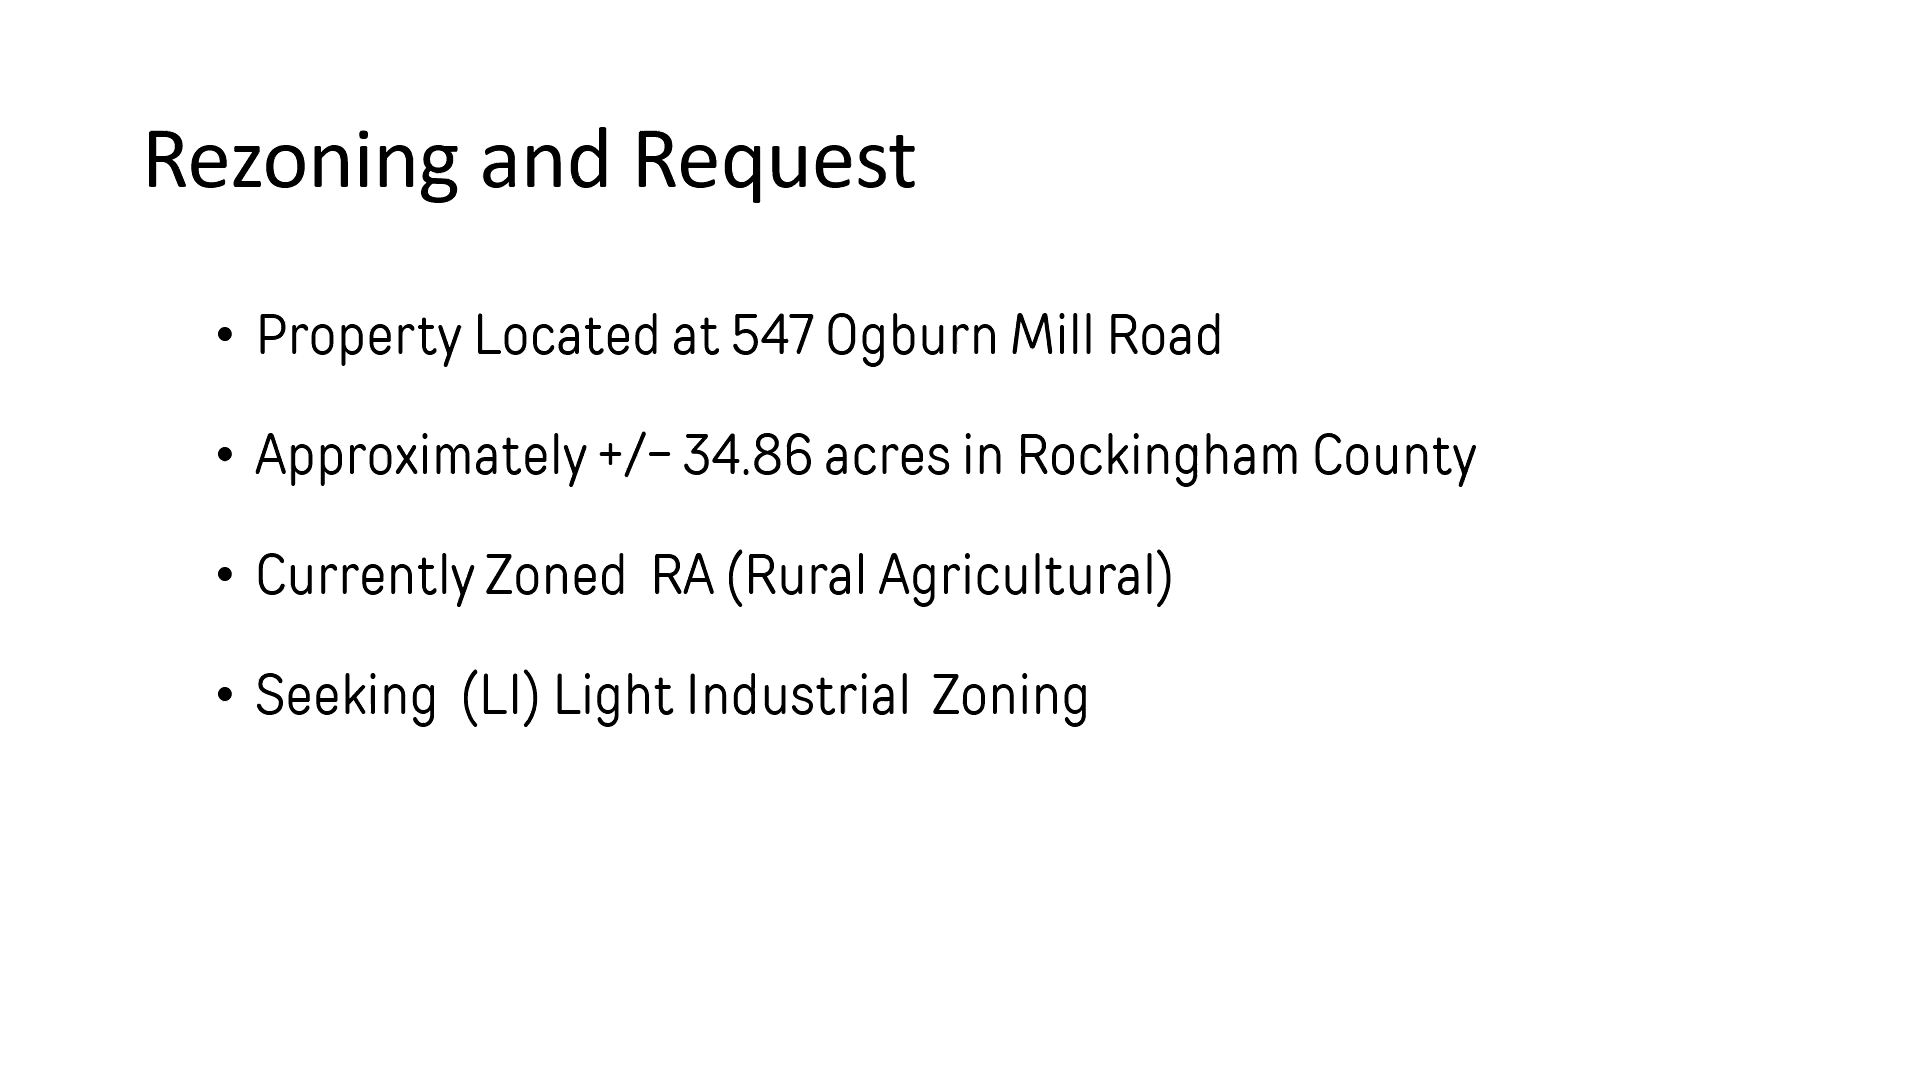 Rezoning and Request
• Property Located at 547 Ogburn Mill Road
• Approximately +/- 34.86 acres in Rockingham County
• Currently Zoned  RA (Rural Agricultural)
• Seeking  (LI) Light Industrial  Zoning